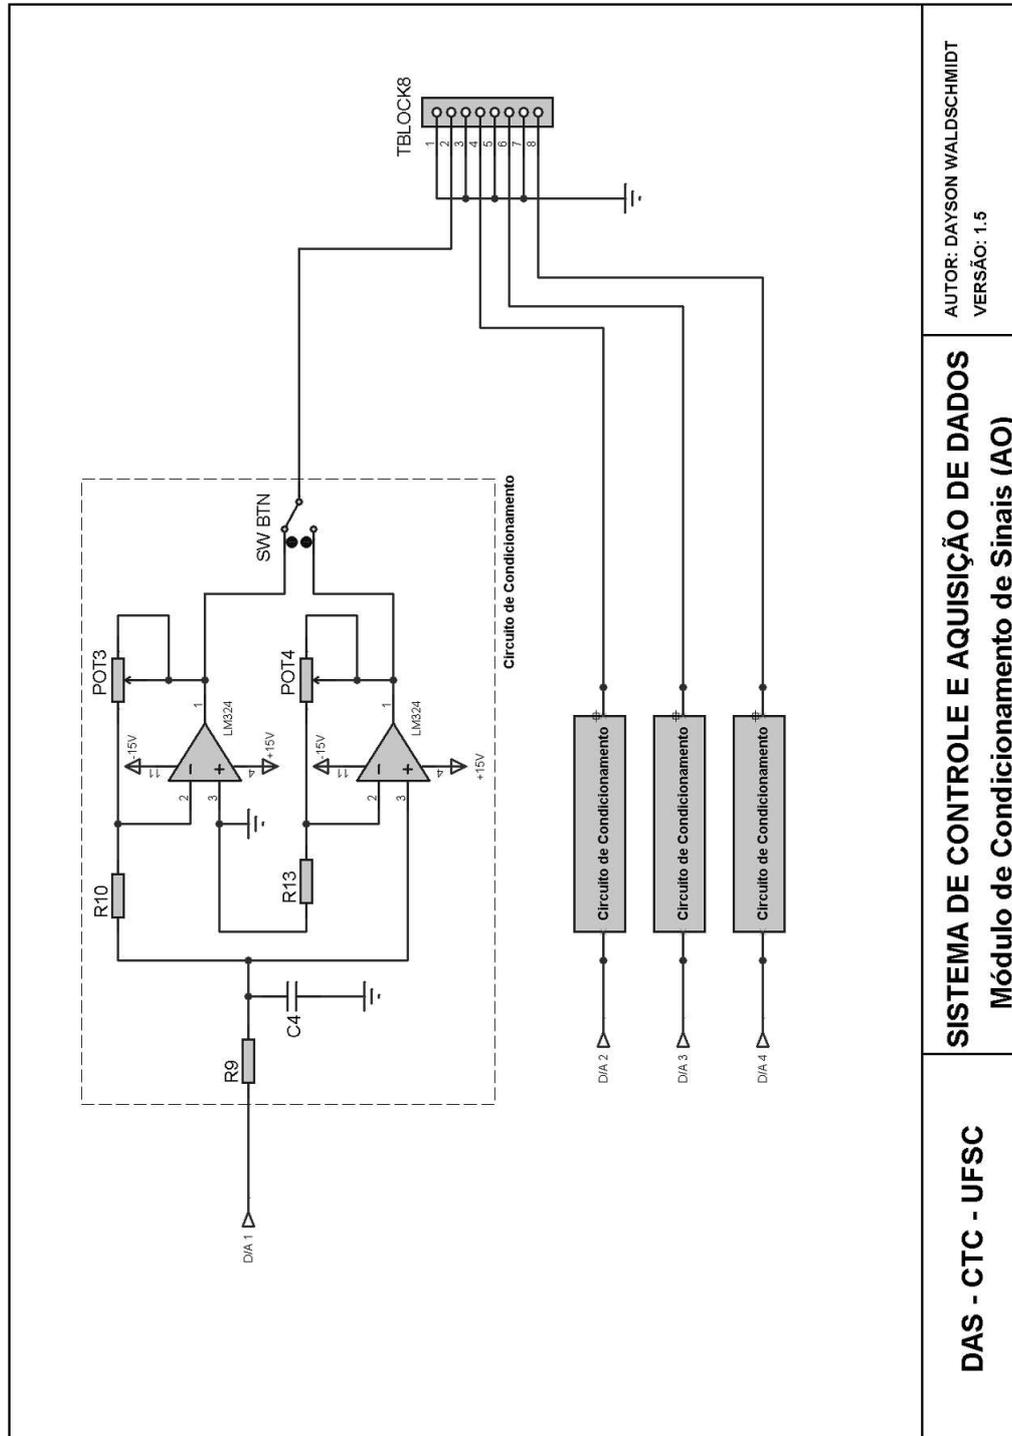 TBLOCK8
1
2
3
4
5
6
7
8
SW BTN
Circuito de Condicionamento
POT3
-15V
11
2
3
4
+15V
1
LM324
R10
POT4
-15V
11
2
3
4
+15V
1
LM324
R13
R9
C4
D/A 1
Circuito de Condicionamento
D/A 2
Circuito de Condicionamento
D/A 3
Circuito de Condicionamento
D/A 4
DAS - CTC - UFSC
SISTEMA DE CONTROLE E AQUISIÇÃO DE DADOS
Módulo de Condicionamento de Sinais (AO)
AUTOR: DAYSON WALDSCHMIDT
VERSÃO: 1.5